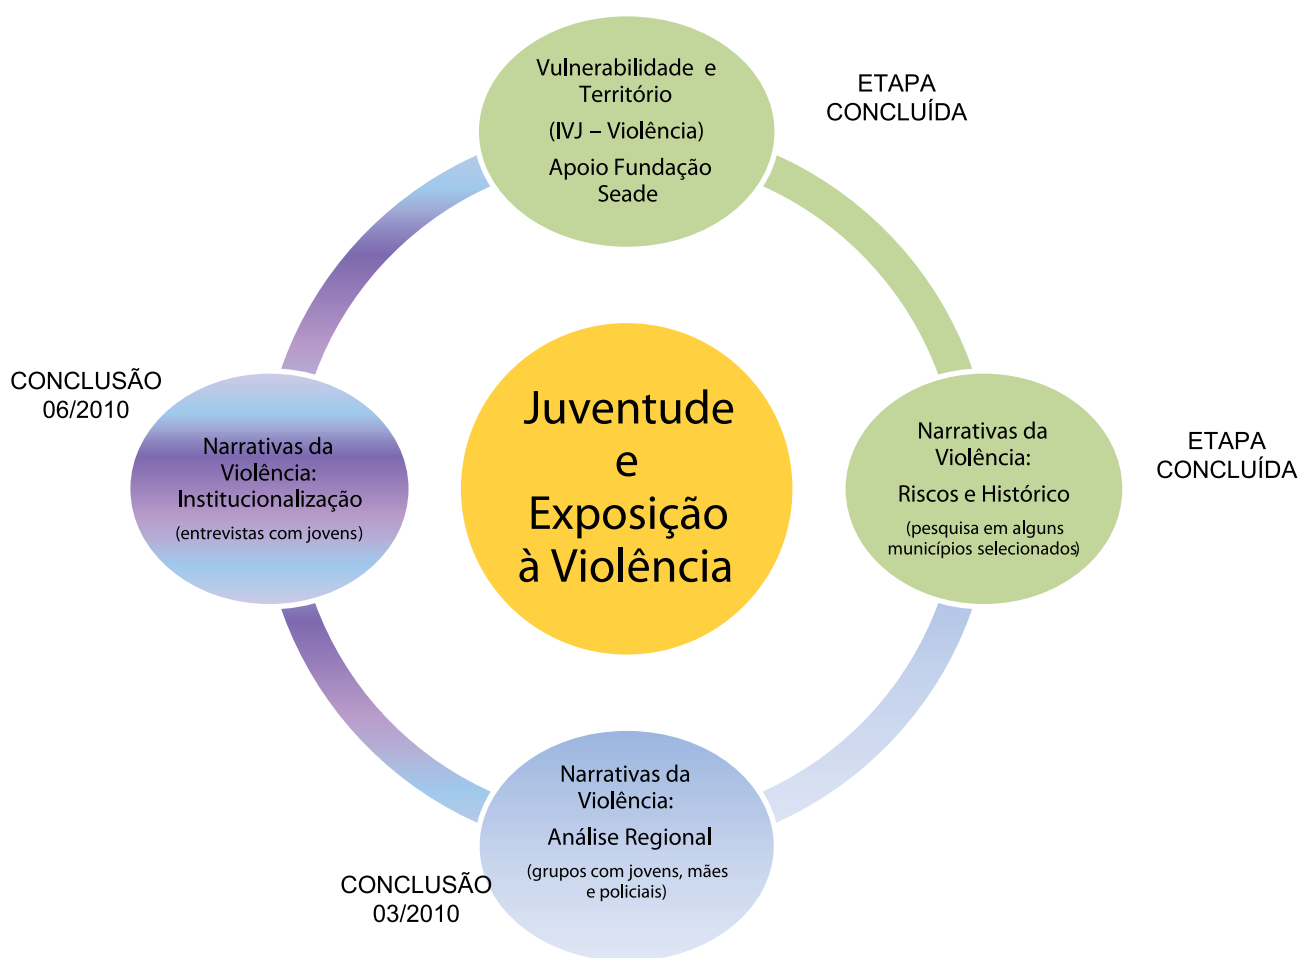 Vulnerabilidade e
Território
(IVJ – Violência)
Apoio Fundação
Seade
ETAPA
CONCLUÍDA
Narrativas da
Violência:
Riscos e Histórico
(pesquisa em alguns
municípios selecionados)
ETAPA
CONCLUÍDA
Narrativas da
Violência:
Análise Regional
(grupos com jovens, mães
e policiais)
CONCLUSÃO
03/2010
Narrativas da
Violência:
Institucionalização
(entrevistas com jovens)
CONCLUSÃO
06/2010
Juventude
e
Exposição
à Violência